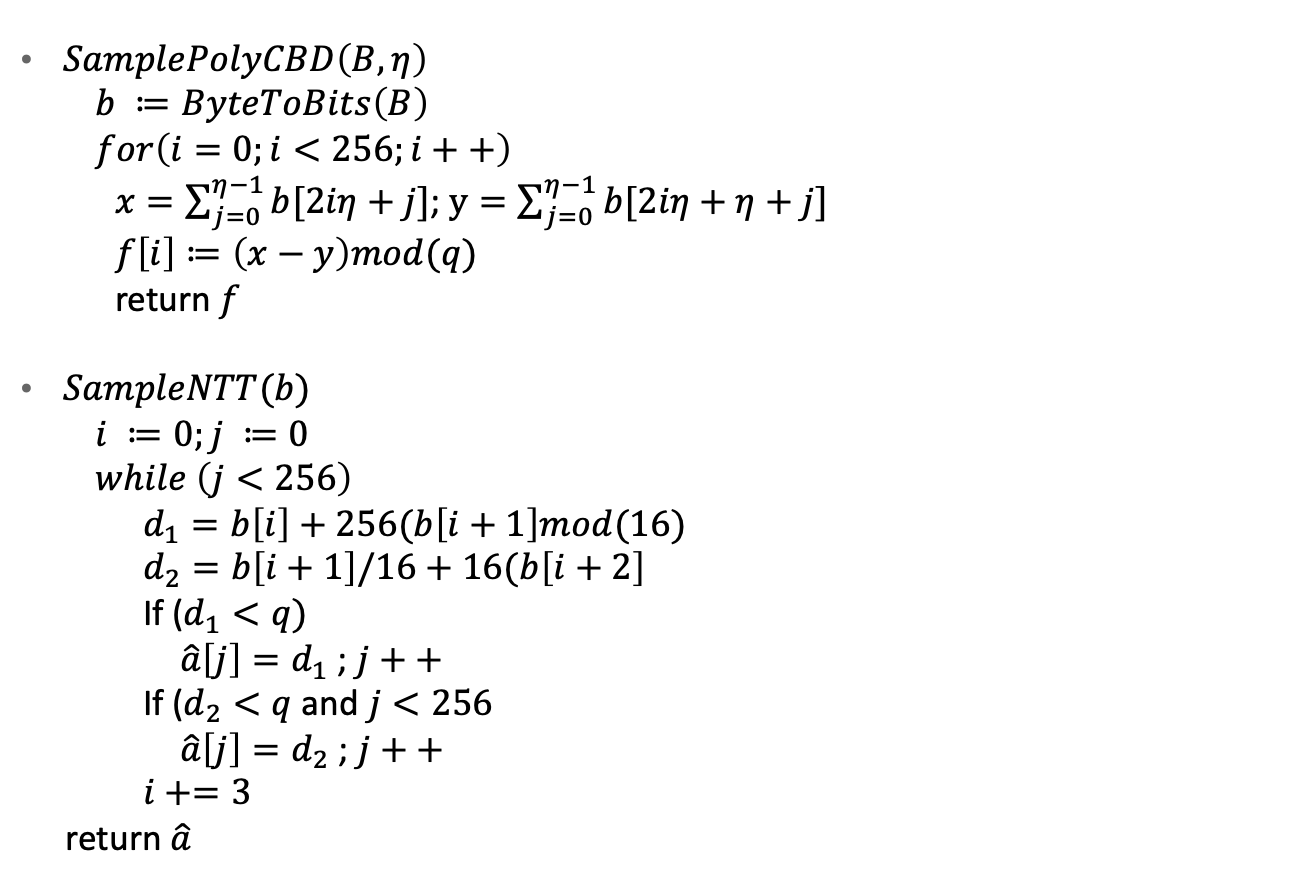 • SamplePolyCBD(B, η)
b ≔ ByteToBits(B)
for(i = 0; i < 256; i + +)
x = ∑_{j=0}^{η−1} b[2iη + j]; y = ∑_{j=0}^{η−1} b[2iη + η + j]
f[i] ≔ (x − y)mod(q)
return f
• SampleNTT(b)
i ≔ 0; j ≔ 0
while (j < 256)
d₁ = b[i] + 256(b[i + 1]mod(16)
d₂ = b[i + 1]/16 + 16(b[i + 2]
If (d₁ < q)
â[j] = d₁ ; j + +
If (d₂ < q and j < 256
â[j] = d₂ ; j + +
i += 3
return â